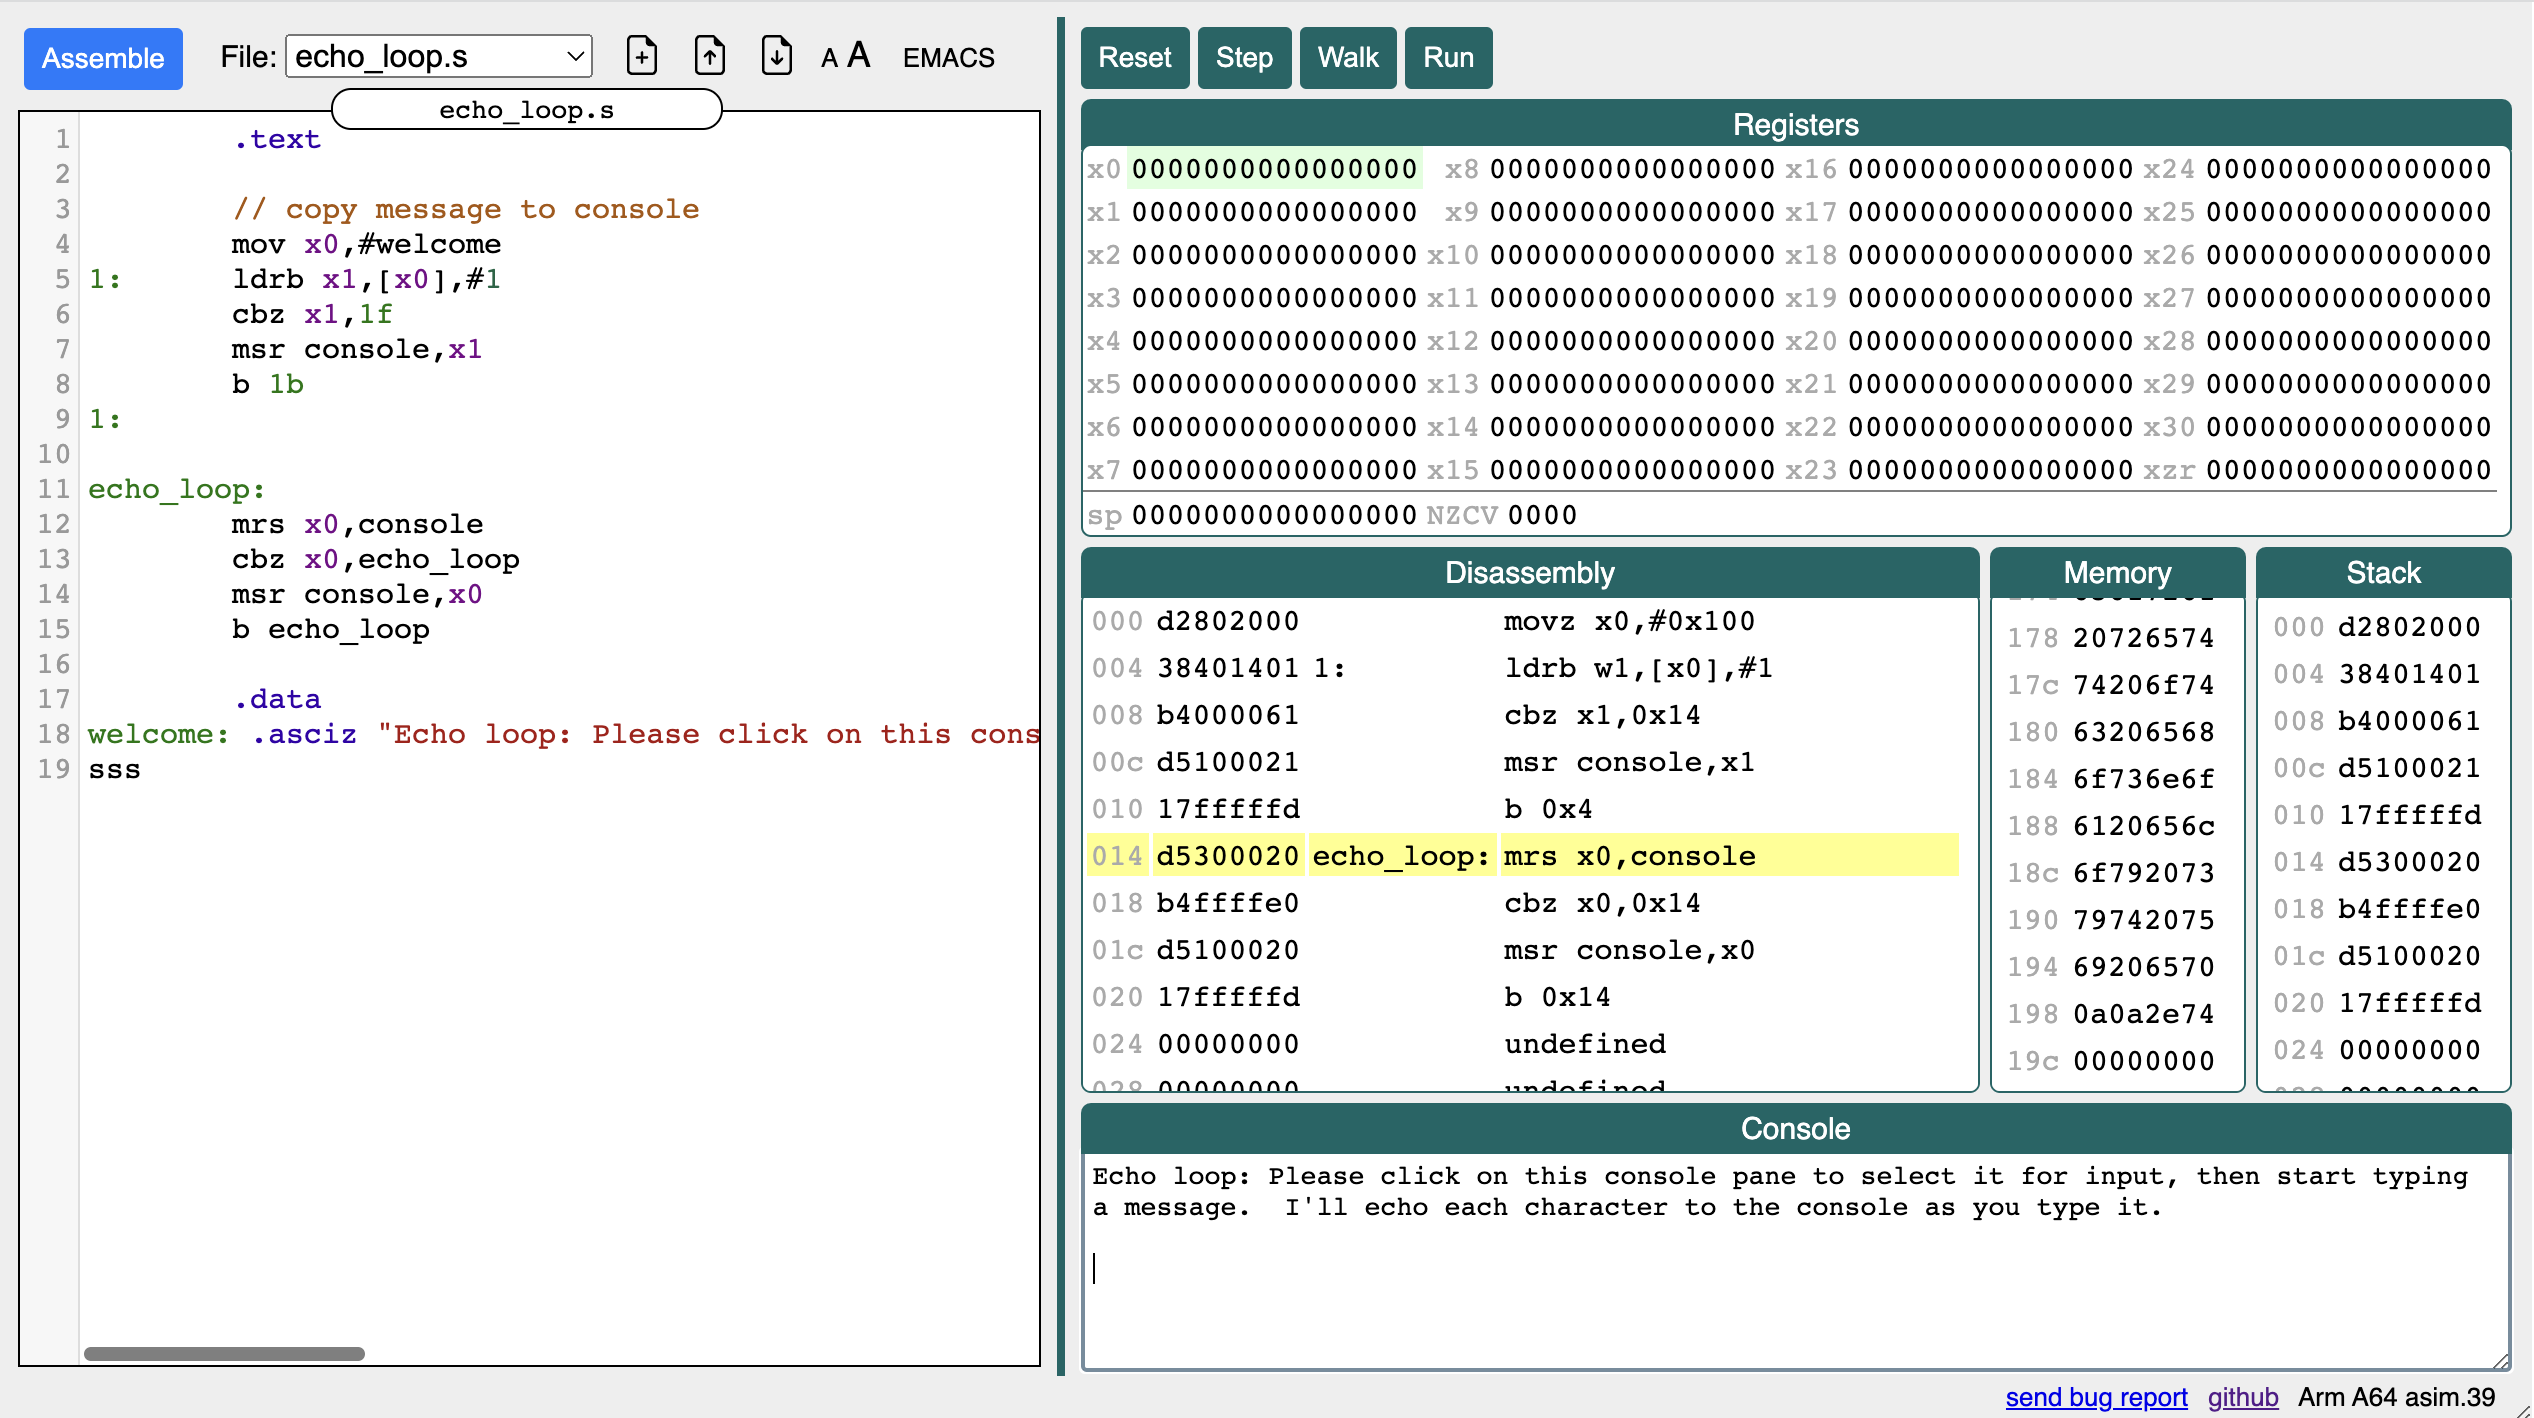 Assemble File: echo_loop.s A A EMACS
echo_loop.s
1 .text
2
3 // copy message to console
4 mov x0,#welcome
5 1: ldrb x1,[x0],#1
6 cbz x1,1f
7 msr console,x1
8 b 1b
9 1:
10
11 echo_loop:
12 mrs x0,console
13 cbz x0,echo_loop
14 msr console,x0
15 b echo_loop
16
17 .data
18 welcome: .asciz "Echo loop: Please click on this cons
19 sss
Reset Step Walk Run
Registers
x0 0000000000000000 x8 0000000000000000 x16 0000000000000000 x24 0000000000000000
x1 0000000000000000 x9 0000000000000000 x17 0000000000000000 x25 0000000000000000
x2 0000000000000000 x10 0000000000000000 x18 0000000000000000 x26 0000000000000000
x3 0000000000000000 x11 0000000000000000 x19 0000000000000000 x27 0000000000000000
x4 0000000000000000 x12 0000000000000000 x20 0000000000000000 x28 0000000000000000
x5 0000000000000000 x13 0000000000000000 x21 0000000000000000 x29 0000000000000000
x6 0000000000000000 x14 0000000000000000 x22 0000000000000000 x30 0000000000000000
x7 0000000000000000 x15 0000000000000000 x23 0000000000000000 xzr 0000000000000000
sp 0000000000000000 NZCV 0000
Disassembly
000 d2802000 movz x0,#0x100
004 38401401 1: ldrb w1,[x0],#1
008 b4000061 cbz x1,0x14
00c d5100021 msr console,x1
010 17fffffd b 0x4
014 d5300020 echo_loop: mrs x0,console
018 b4ffffe0 cbz x0,0x14
01c d5100020 msr console,x0
020 17fffffd b 0x14
024 00000000 undefined
028 00000000 undefined
Memory
178 20726574
17c 74206f74
180 63206568
184 6f736e6f
188 6120656c
18c 6f792073
190 79742075
194 69206570
198 0a0a2e74
19c 00000000
Stack
000 d2802000
004 38401401
008 b4000061
00c d5100021
010 17fffffd
014 d5300020
018 b4ffffe0
01c d5100020
020 17fffffd
024 00000000
Console
Echo loop: Please click on this console pane to select it for input, then start typing
a message.  I'll echo each character to the console as you type it.
send bug report github Arm A64 asim.39